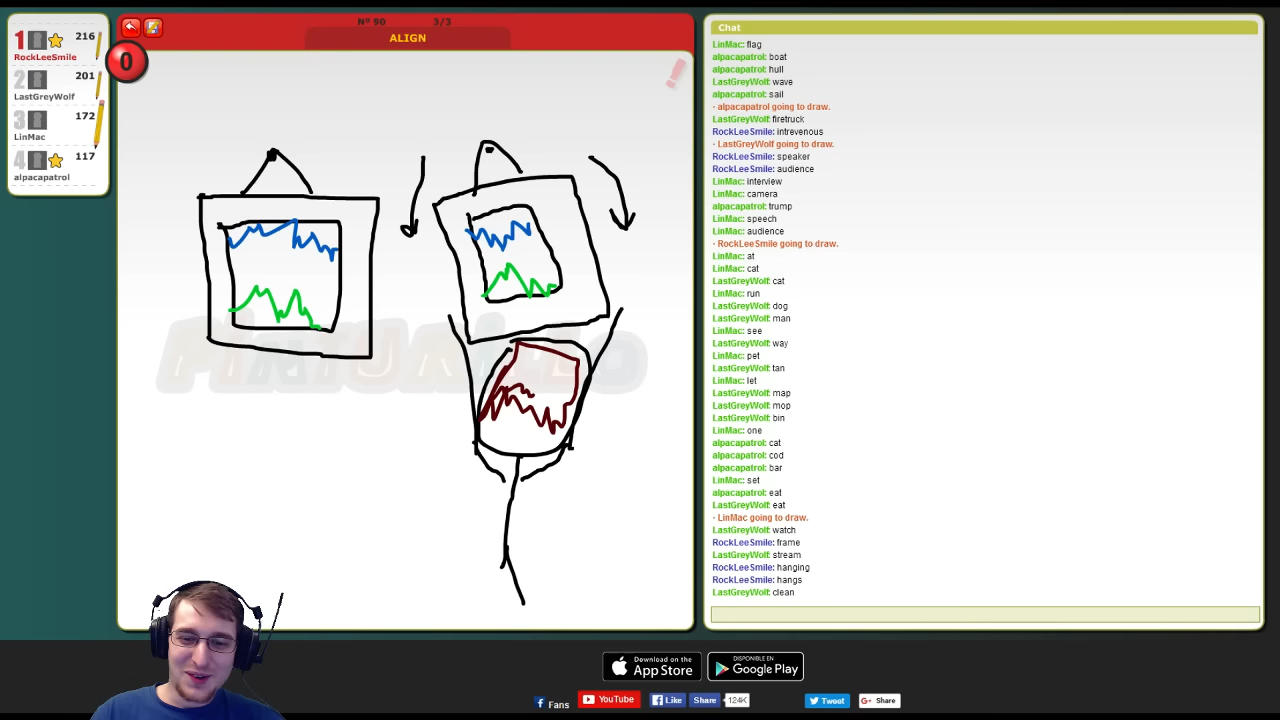 1 216
RockLeeSmile
2 201
LastGreyWolf
3 172
LinMac
4 117
alpacapatrol
0
Nº 90 3/3
ALIGN
!
Chat
LinMac: flag
alpacapatrol: boat
alpacapatrol: hull
LastGreyWolf: wave
alpacapatrol: sail
· alpacapatrol going to draw.
LastGreyWolf: firetruck
RockLeeSmile: intrevenous
· LastGreyWolf going to draw.
RockLeeSmile: speaker
RockLeeSmile: audience
LinMac: interview
LinMac: camera
alpacapatrol: trump
LinMac: speech
LinMac: audience
· RockLeeSmile going to draw.
LinMac: at
LinMac: cat
LastGreyWolf: cat
LinMac: run
LastGreyWolf: dog
LastGreyWolf: man
LinMac: see
LastGreyWolf: way
LinMac: pet
LastGreyWolf: tan
LinMac: let
LastGreyWolf: map
LastGreyWolf: mop
LastGreyWolf: bin
LinMac: one
alpacapatrol: cat
alpacapatrol: cod
alpacapatrol: bar
LinMac: set
alpacapatrol: eat
LastGreyWolf: eat
· LinMac going to draw.
LastGreyWolf: watch
RockLeeSmile: frame
LastGreyWolf: stream
RockLeeSmile: hanging
RockLeeSmile: hangs
LastGreyWolf: clean
Download on the
App Store
DISPONIBLE EN
Google Play
Fans
YouTube
Like
Share
124K
Tweet
G+ Share